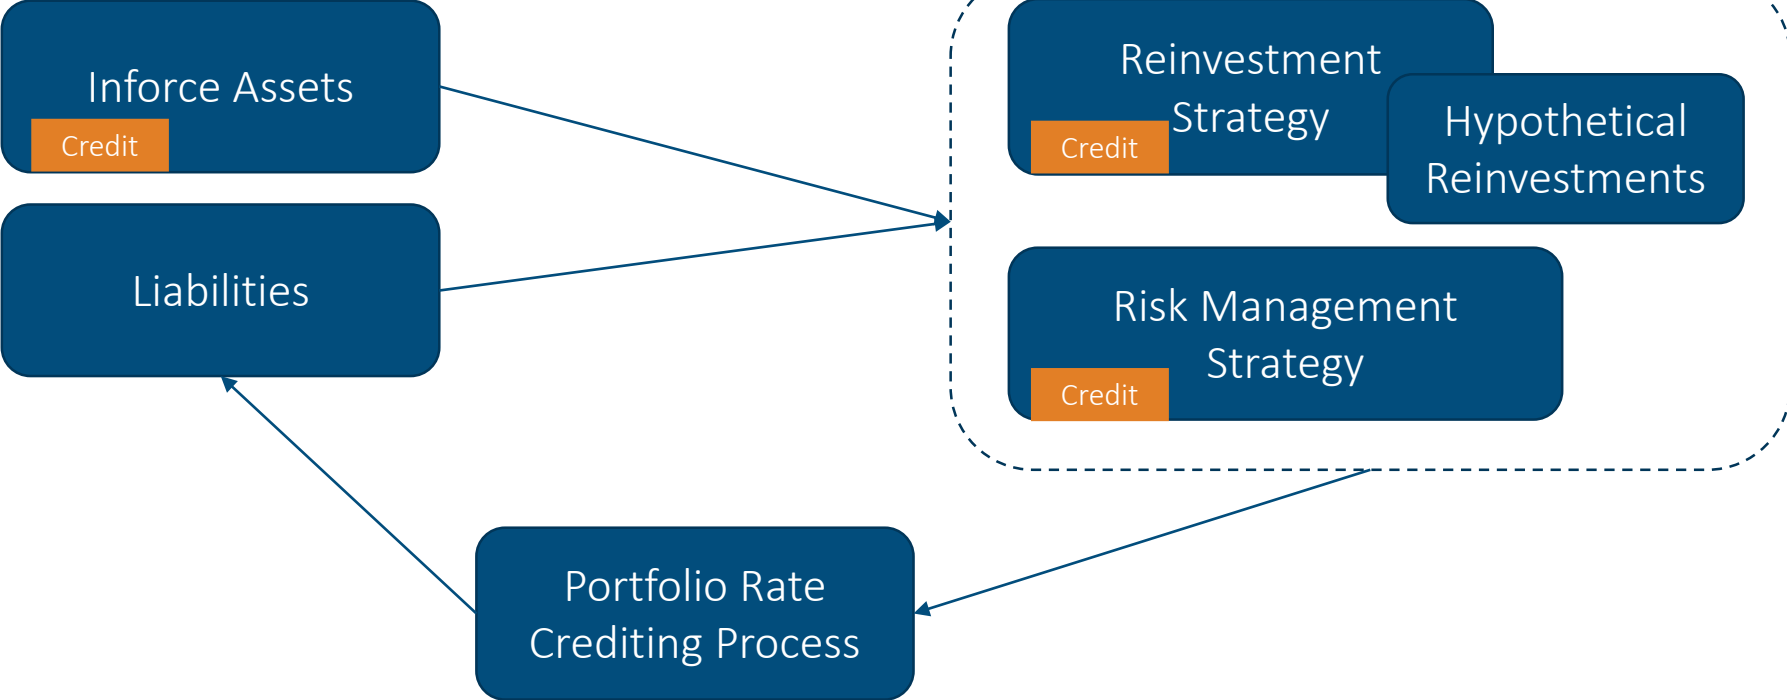 Inforce Assets
Credit
Liabilities
Reinvestment
Strategy
Credit
Hypothetical
Reinvestments
Risk Management
Strategy
Credit
Portfolio Rate
Crediting Process